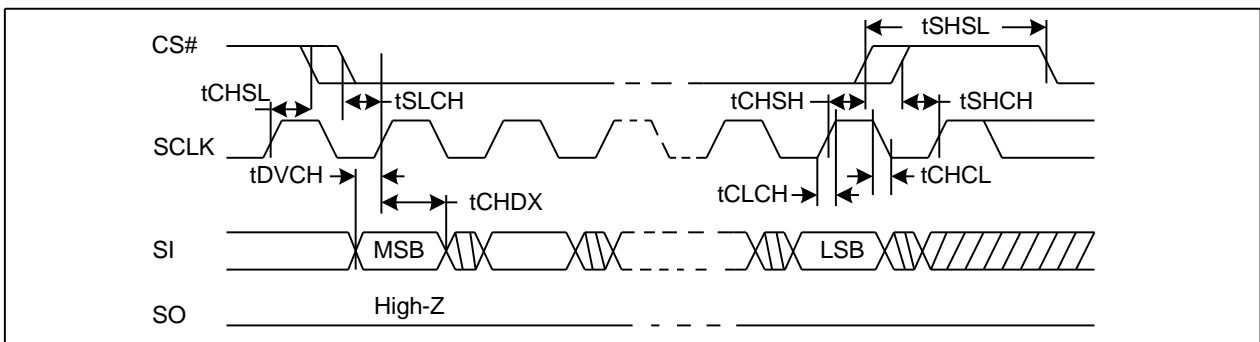 CS#
tSHSL
tCHSL
tSLCH
tCHSH
tSHCH
SCLK
tDVCH
tCHDX
tCLCH
tCHCL
SI
MSB
LSB
SO
High-Z